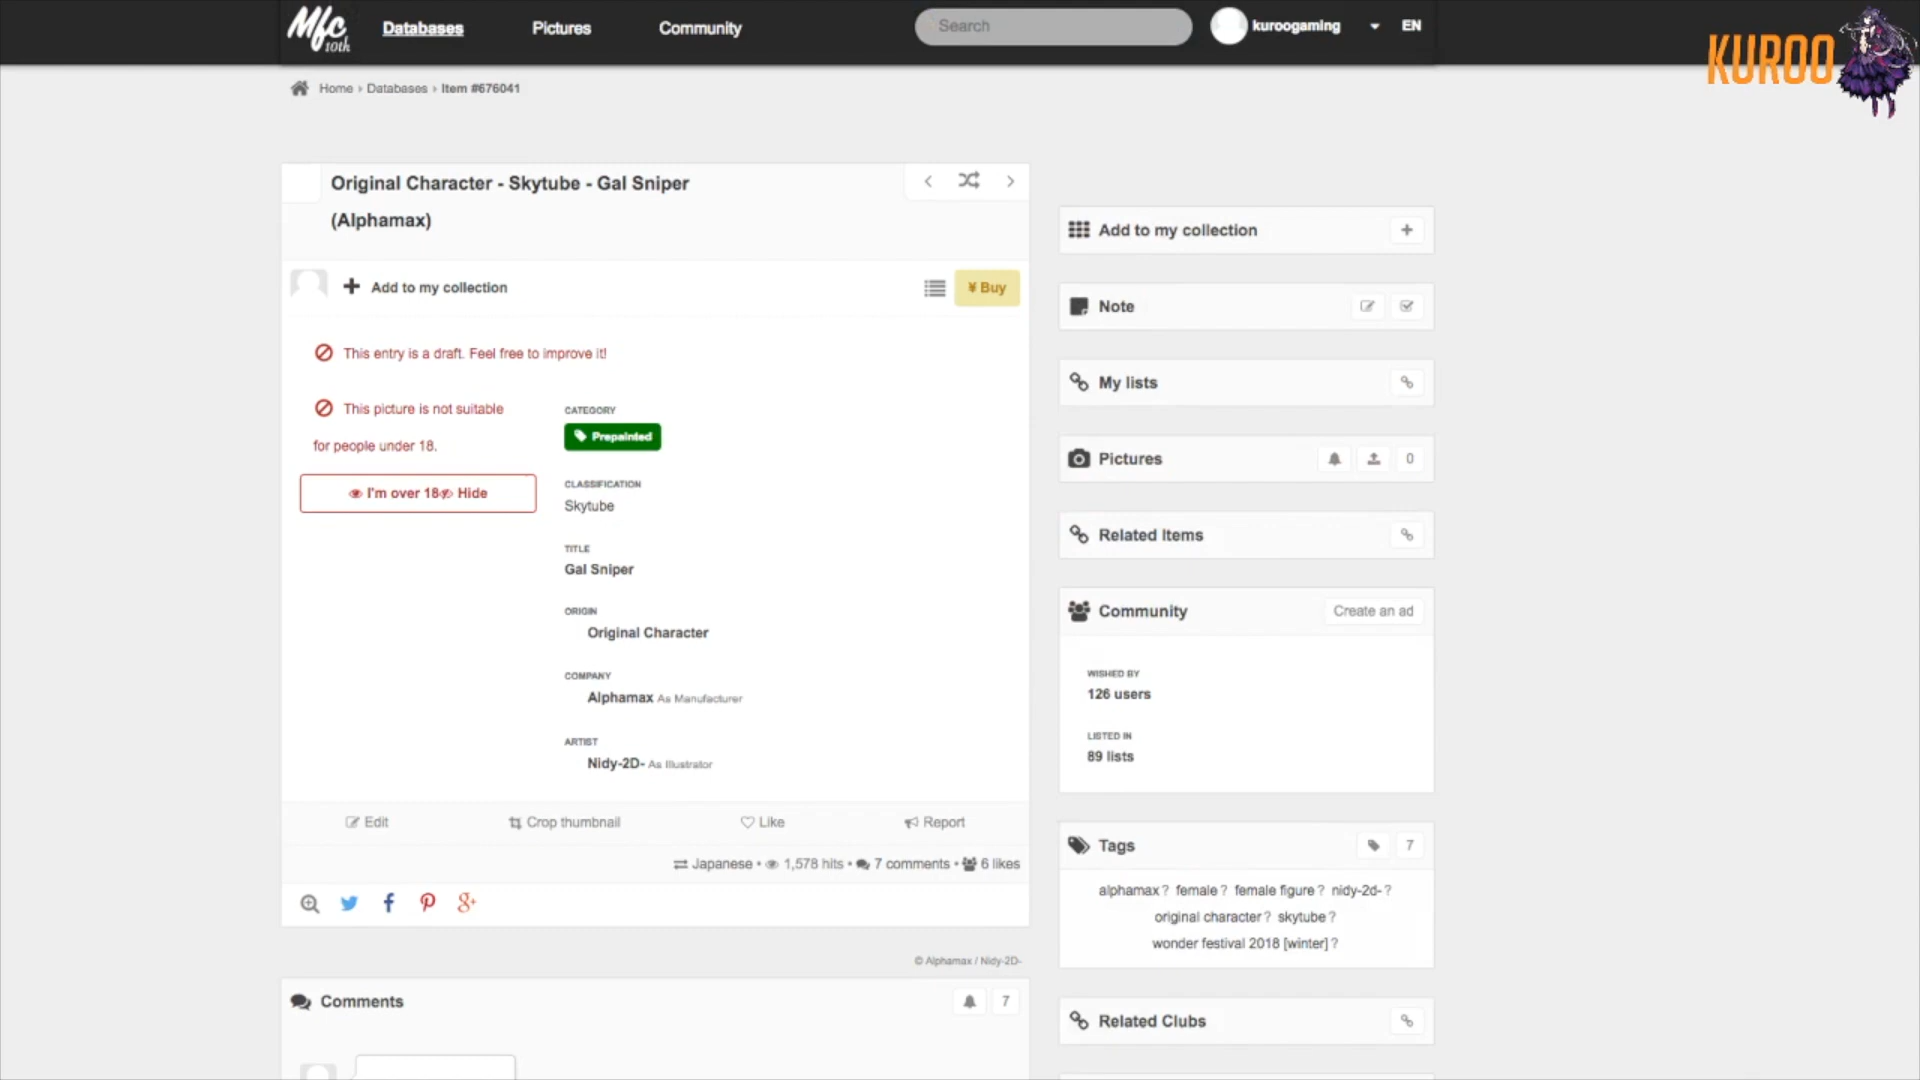 Mfc 10th
Databases
Pictures
Community
Search
kuroogaming
EN
KUROO
Home › Databases › Item #676041
Original Character - Skytube - Gal Sniper
(Alphamax)
Add to my collection
¥ Buy
This entry is a draft. Feel free to improve it!
This picture is not suitable
for people under 18.
I'm over 18 Hide
CATEGORY
Prepainted
CLASSIFICATION
Skytube
TITLE
Gal Sniper
ORIGIN
Original Character
COMPANY
Alphamax As Manufacturer
ARTIST
Nidy-2D- As Illustrator
Edit
Crop thumbnail
Like
Report
Japanese • 1,578 hits • 7 comments • 6 likes
© Alphamax / Nidy-2D-
Comments
7
Add to my collection
Note
My lists
Pictures
0
Related Items
Community
Create an ad
WISHED BY
126 users
LISTED IN
89 lists
Tags
7
alphamax ? female ? female figure ? nidy-2d- ?
original character ? skytube ?
wonder festival 2018 [winter] ?
Related Clubs